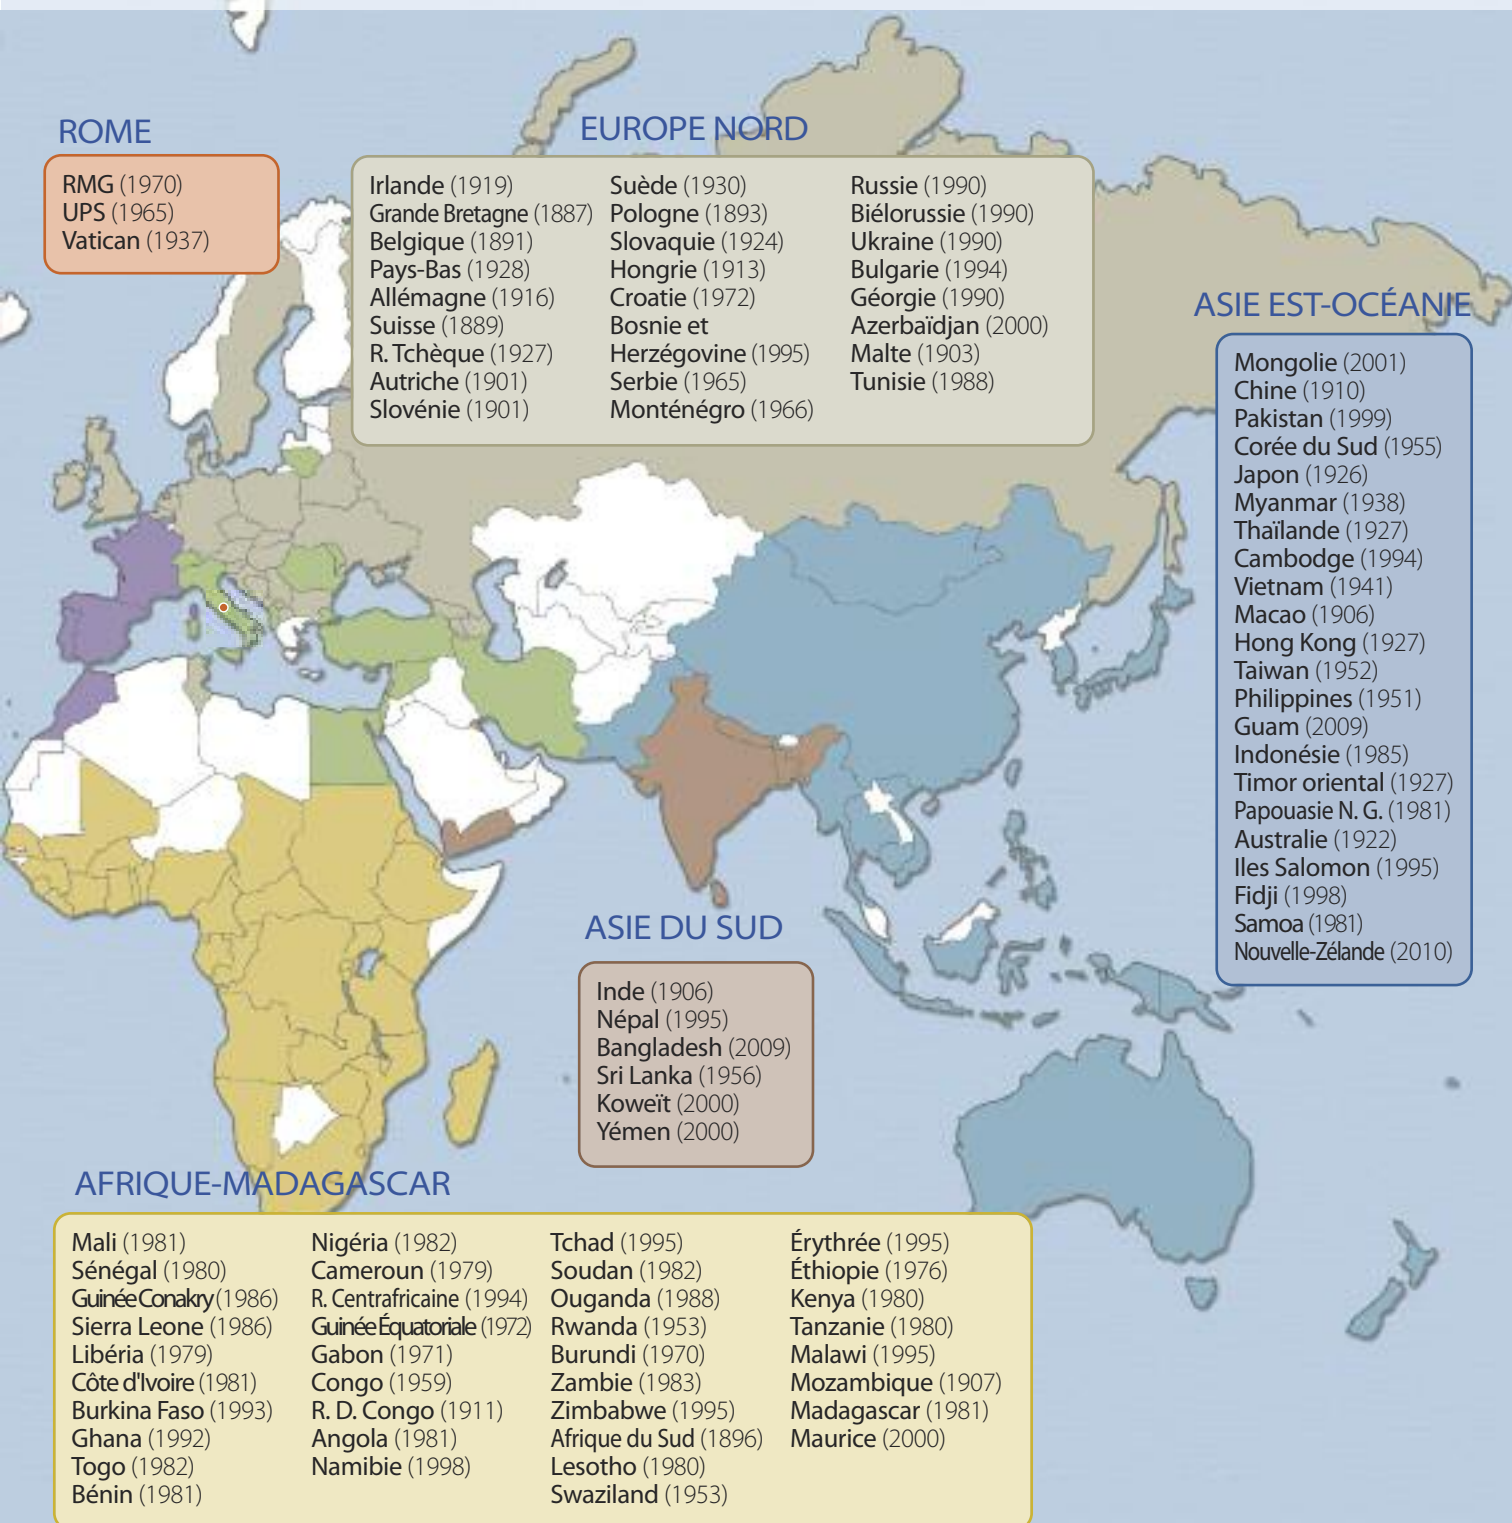 ROME
RMG (1970)
UPS (1965)
Vatican (1937)
EUROPE NORD
Irlande (1919)
Grande Bretagne (1887)
Belgique (1891)
Pays-Bas (1928)
Allémagne (1916)
Suisse (1889)
R. Tchèque (1927)
Autriche (1901)
Slovénie (1901)
Suède (1930)
Pologne (1893)
Slovaquie (1924)
Hongrie (1913)
Croatie (1972)
Bosnie et
Herzégovine (1995)
Serbie (1965)
Monténégro (1966)
Russie (1990)
Biélorussie (1990)
Ukraine (1990)
Bulgarie (1994)
Géorgie (1990)
Azerbaïdjan (2000)
Malte (1903)
Tunisie (1988)
ASIE EST-OCÉANIE
Mongolie (2001)
Chine (1910)
Pakistan (1999)
Corée du Sud (1955)
Japon (1926)
Myanmar (1938)
Thaïlande (1927)
Cambodge (1994)
Vietnam (1941)
Macao (1906)
Hong Kong (1927)
Taiwan (1952)
Philippines (1951)
Guam (2009)
Indonésie (1985)
Timor oriental (1927)
Papouasie N. G. (1981)
Australie (1922)
Iles Salomon (1995)
Fidji (1998)
Samoa (1981)
Nouvelle-Zélande (2010)
ASIE DU SUD
Inde (1906)
Népal (1995)
Bangladesh (2009)
Sri Lanka (1956)
Koweït (2000)
Yémen (2000)
AFRIQUE-MADAGASCAR
Mali (1981)
Sénégal (1980)
Guinée Conakry (1986)
Sierra Leone (1986)
Libéria (1979)
Côte d'Ivoire (1981)
Burkina Faso (1993)
Ghana (1992)
Togo (1982)
Bénin (1981)
Nigéria (1982)
Cameroun (1979)
R. Centrafricaine (1994)
Guinée Équatoriale (1972)
Gabon (1971)
Congo (1959)
R. D. Congo (1911)
Angola (1981)
Namibie (1998)
Tchad (1995)
Soudan (1982)
Ouganda (1988)
Rwanda (1953)
Burundi (1970)
Zambie (1983)
Zimbabwe (1995)
Afrique du Sud (1896)
Lesotho (1980)
Swaziland (1953)
Érythrée (1995)
Éthiopie (1976)
Kenya (1980)
Tanzanie (1980)
Malawi (1995)
Mozambique (1907)
Madagascar (1981)
Maurice (2000)